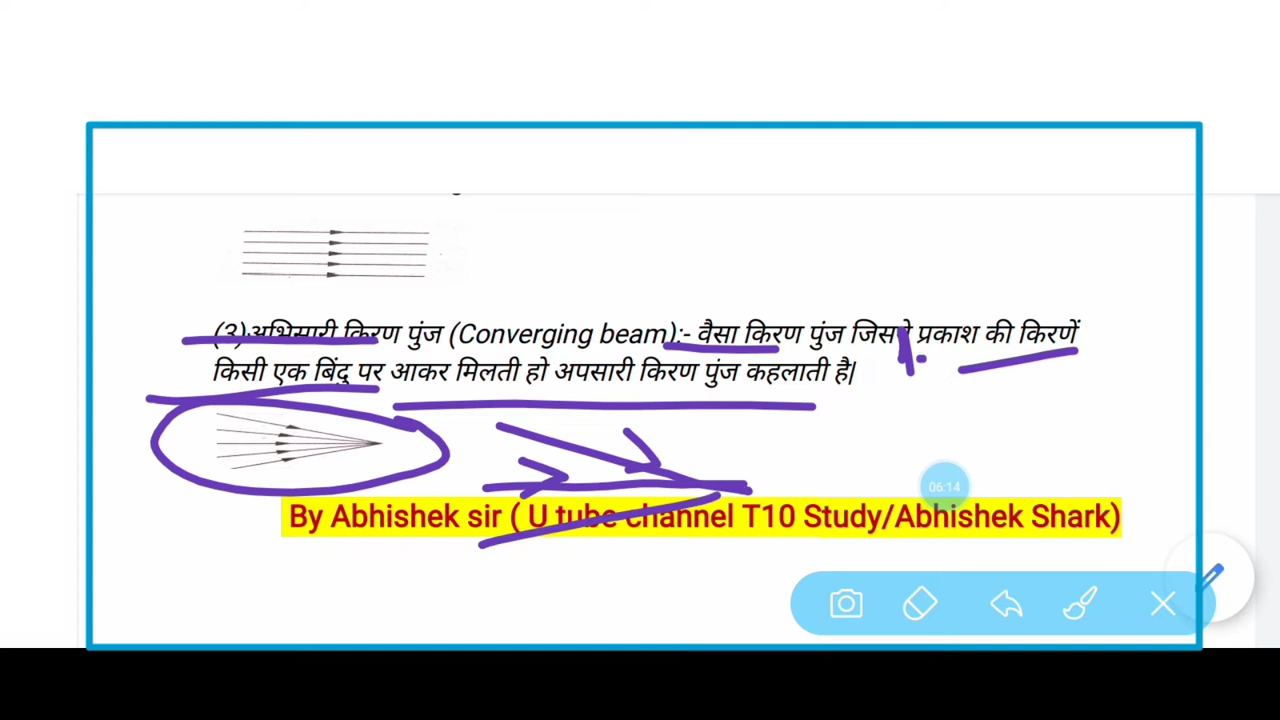 (3)अभिसारी किरण पुंज (Converging beam):- वैसा किरण पुंज जिसमे प्रकाश की किरणें
किसी एक बिंदु पर आकर मिलती हो अपसारी किरण पुंज कहलाती है|
By Abhishek sir ( U tube channel T10 Study/Abhishek Shark)
06:14